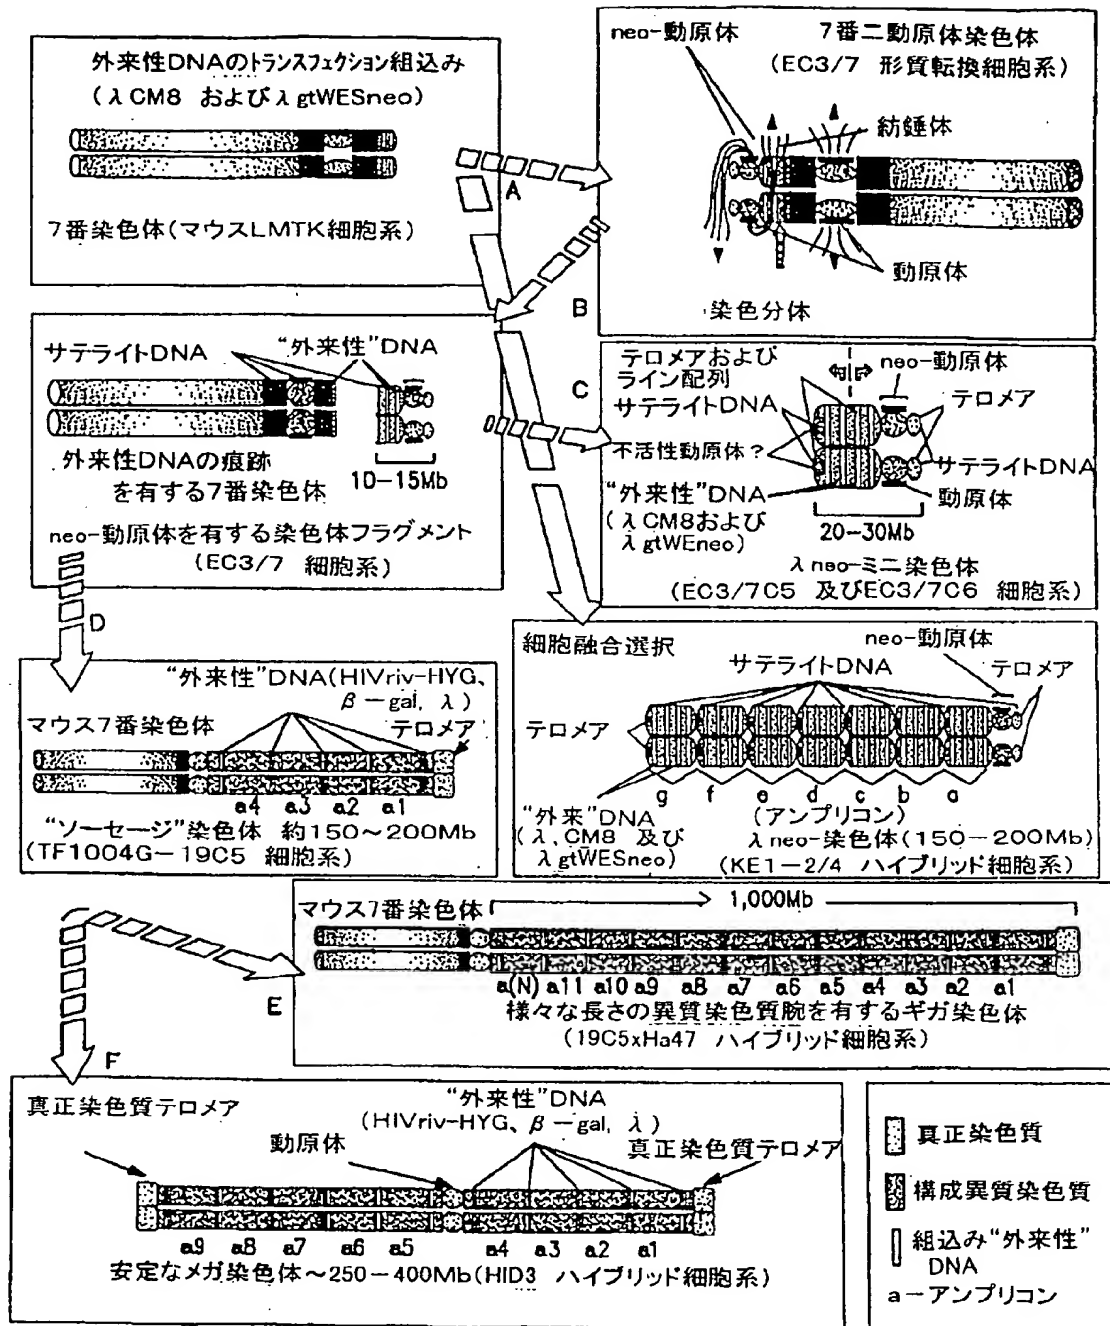 外来性DNAのトランスフェクション組込み
(λCM8 およびλgtWESneo)
7番染色体(マウスLMTK細胞系)
A
neo-動原体
7番二動原体染色体
(EC3/7 形質転換細胞系)
紡錘体
動原体
染色分体
B
サテライトDNA
“外来性”DNA
外来性DNAの痕跡
を有する7番染色体
10-15Mb
neo-動原体を有する染色体フラグメント
(EC3/7 細胞系)
C
テロメアおよび
ライン配列
サテライトDNA
不活性動原体?
“外来性”DNA
(λCM8および
λgtWEneo)
neo-動原体
テロメア
サテライトDNA
動原体
20-30Mb
λneo-ミニ染色体
(EC3/7C5 及びEC3/7C6 細胞系)
D
“外来性”DNA(HIVriv-HYG、
β-gal, λ)
マウス7番染色体
テロメア
a4 a3 a2 a1
“ソーセージ”染色体 約150~200Mb
(TF1004G-19C5 細胞系)
細胞融合選択
neo-動原体
サテライトDNA
テロメア
テロメア
g f e d c b a
“外来”DNA
(λ,CM8 及び
λgtWESneo)
(アンプリコン)
λneo-染色体(150-200Mb)
(KE1-2/4 ハイブリッド細胞系)
E
マウス7番染色体
> 1,000Mb
a(N) a11 a10 a9 a8 a7 a6 a5 a4 a3 a2 a1
様々な長さの異質染色質腕を有するギガ染色体
(19C5xHa47 ハイブリッド細胞系)
F
真正染色質テロメア
“外来性”DNA
(HIVriv-HYG、β-gal, λ)
動原体
真正染色質テロメア
a9 a8 a7 a6 a5 a4 a3 a2 a1
安定なメガ染色体~250-400Mb(HID3 ハイブリッド細胞系)
真正染色質
構成異質染色質
組込み“外来性”
DNA
a-アンプリコン